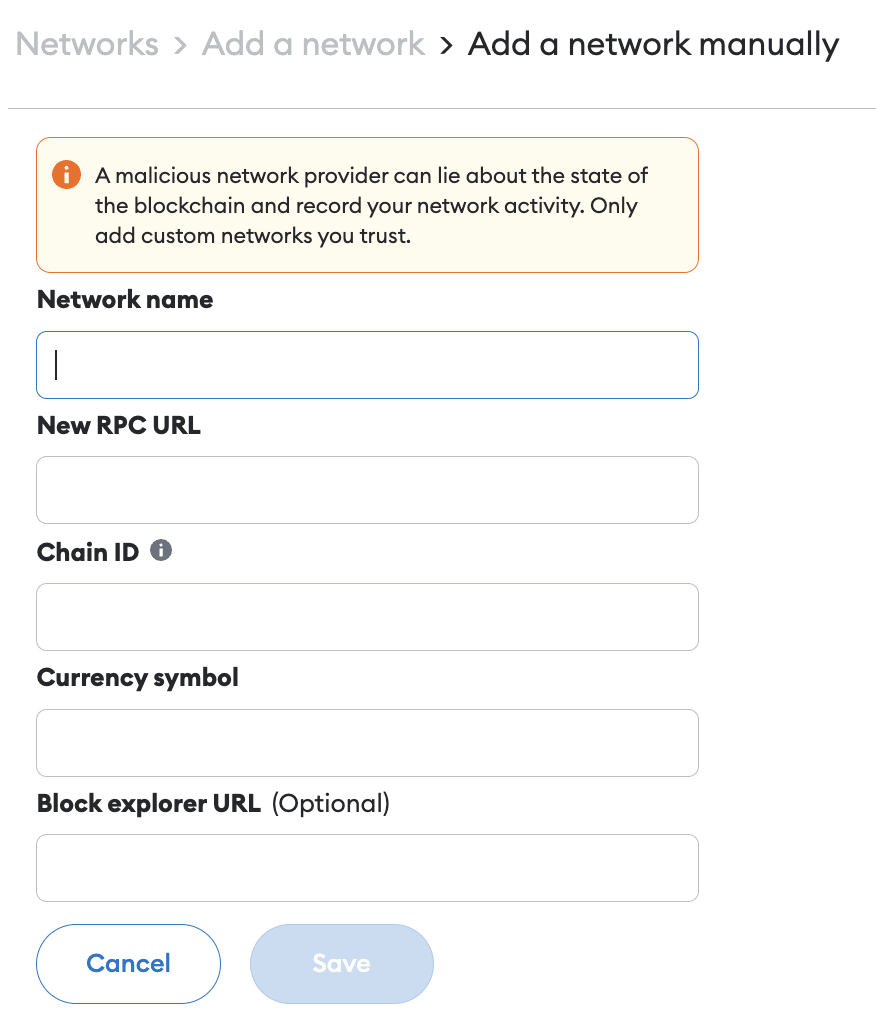 Networks > Add a network > Add a network manually
A malicious network provider can lie about the state of
the blockchain and record your network activity. Only
add custom networks you trust.
Network name
New RPC URL
Chain ID
Currency symbol
Block explorer URL (Optional)
Cancel Save